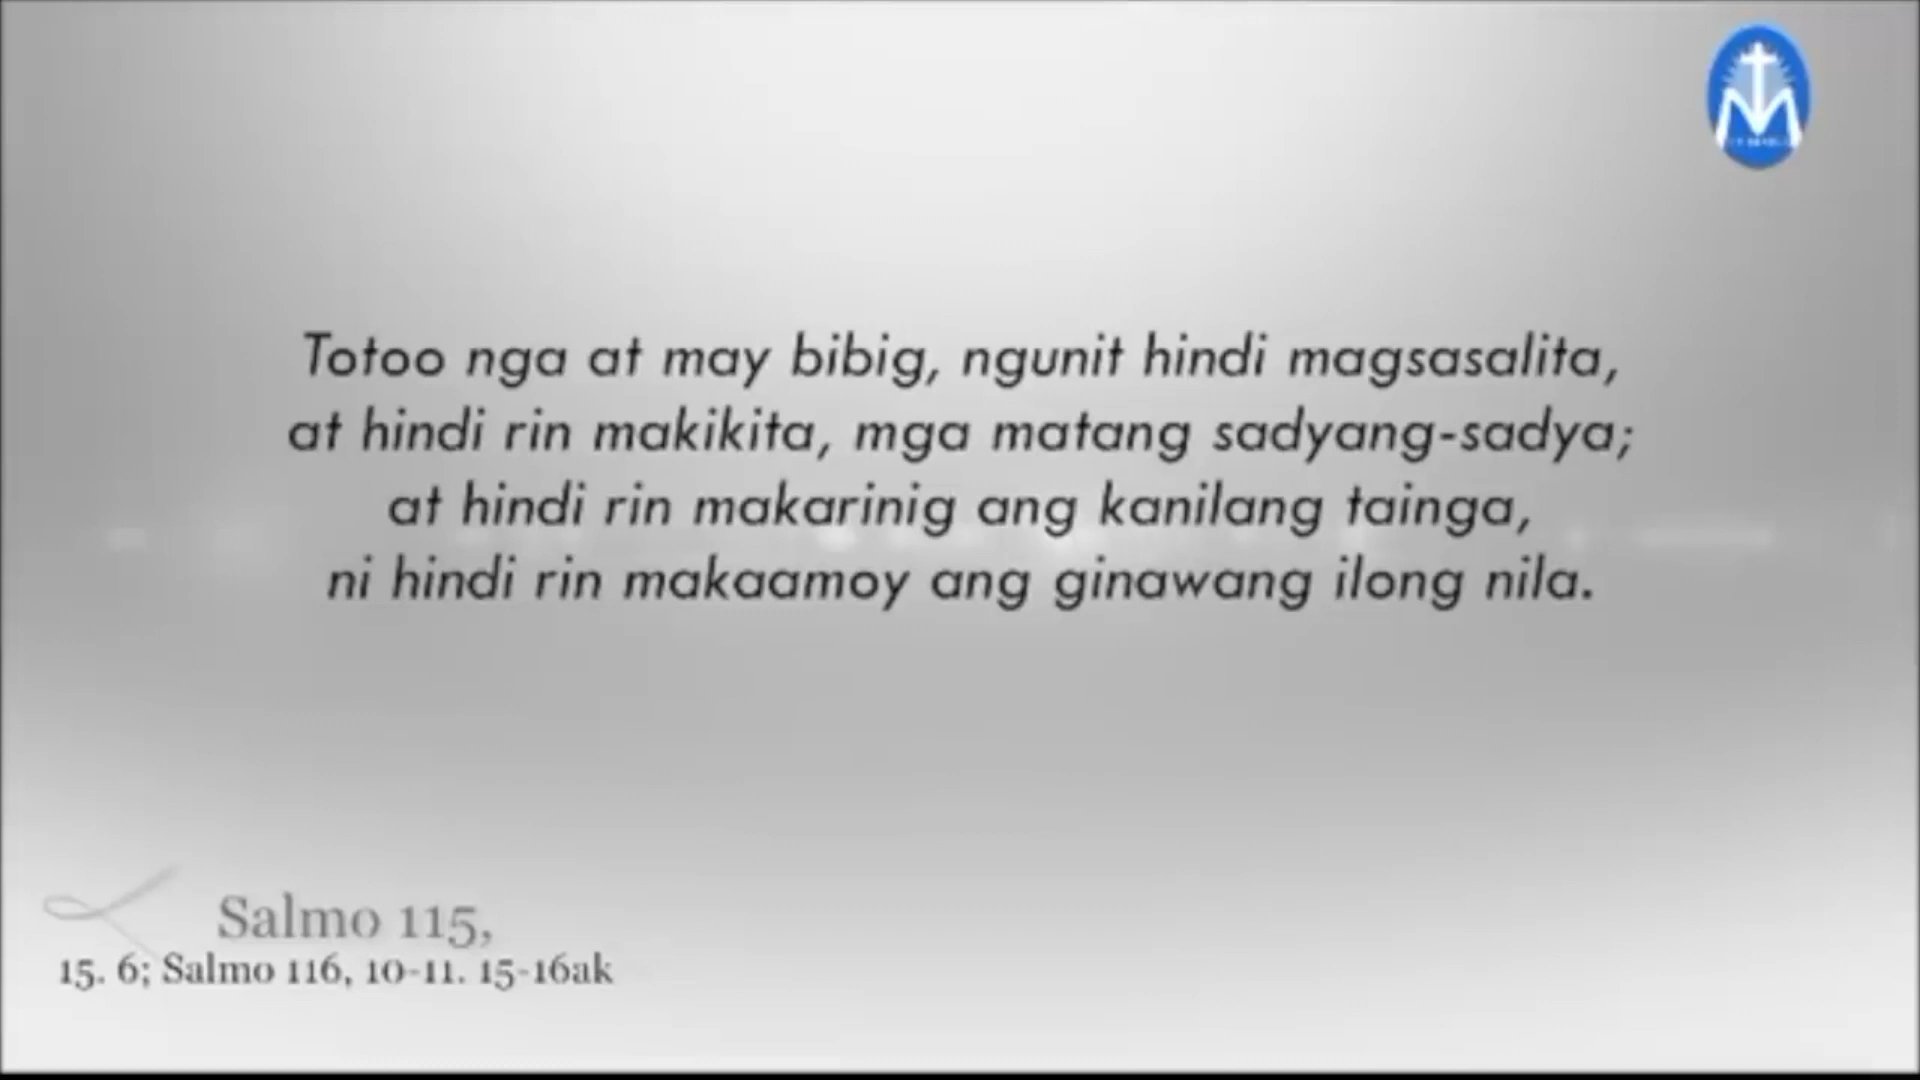 Totoo nga at may bibig, ngunit hindi magsasalita,
at hindi rin makikita, mga matang sadyang-sadya;
at hindi rin makarinig ang kanilang tainga,
ni hindi rin makaamoy ang ginawang ilong nila.
Salmo 115,
15. 6; Salmo 116, 10-11. 15-16ak